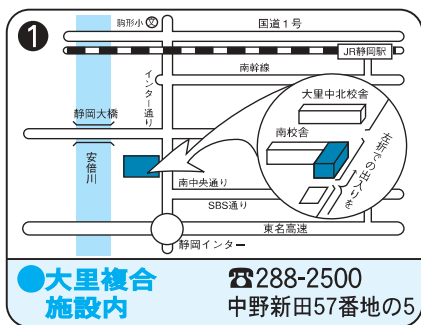 1
駒形小 文
国道1号
JR静岡駅
南幹線
インター通り
大里中北校舎
静岡大橋
南校舎
左折での出入りを
安倍川
南中央通り
SBS通り
東名高速
静岡インター
●大里複合
施設内
☎288-2500
中野新田57番地の5